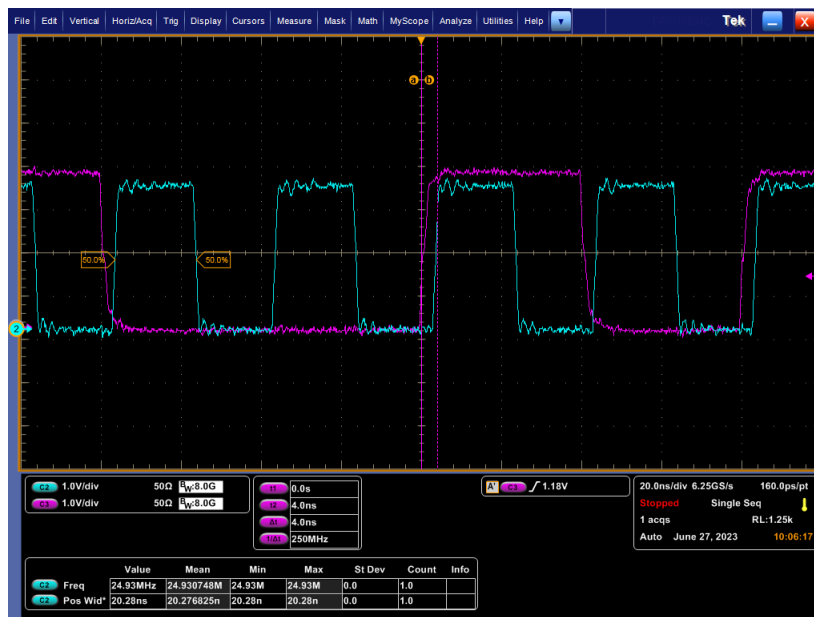 File Edit Vertical Horiz/Acq Trig Display Cursors Measure Mask Math MyScope Analyze Utilities Help Tek X
a b
50.0% 50.0%
2
C2 1.0V/div 50Ω BW:8.0G
C3 1.0V/div 50Ω BW:8.0G
t1 0.0s
t2 4.0ns
Δt 4.0ns
1/Δt 250MHz
A' C3 1.18V
20.0ns/div 6.25GS/s 160.0ps/pt
Stopped Single Seq
1 acqs RL:1.25k
Auto June 27, 2023 10:06:17
Value Mean Min Max St Dev Count Info
C2 Freq 24.93MHz 24.930748M 24.93M 24.93M 0.0 1.0
C2 Pos Wid* 20.28ns 20.276825n 20.28n 20.28n 0.0 1.0